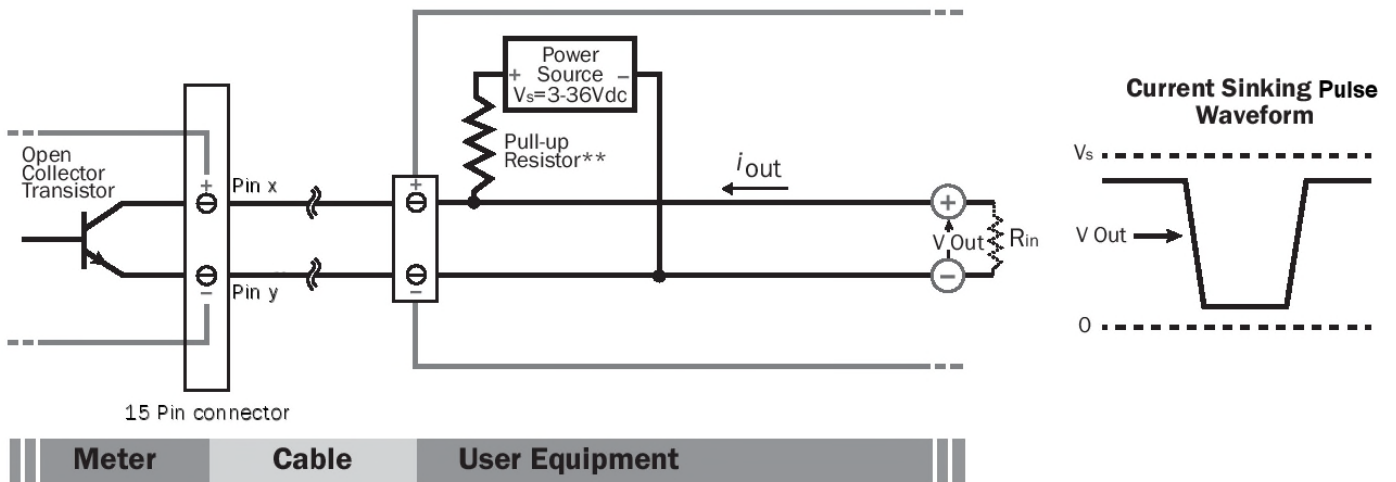 Power
+ Source −
Vs=3-36Vdc
Pull-up
Resistor**
Open
Collector
Transistor
+
Pin x
−
Pin y
+
−
iout
+
V Out
Rin
−
15 Pin connector
Meter
Cable
User Equipment
Current Sinking Pulse
Waveform
Vs
V Out
0